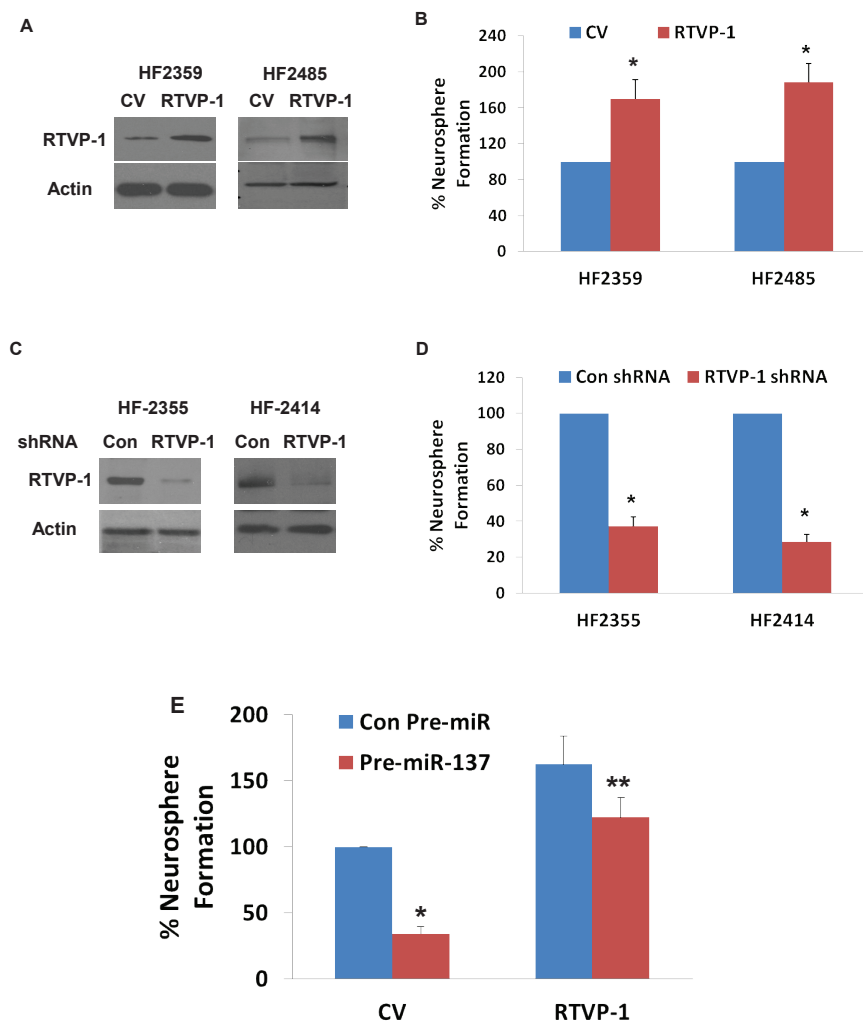 A
HF2359 HF2485
CV RTVP-1 CV RTVP-1
RTVP-1
Actin
B
CV RTVP-1
% Neurosphere
Formation
240
200
160
120
80
40
0
*
*
HF2359 HF2485
C
HF-2355 HF-2414
shRNA Con RTVP-1 Con RTVP-1
RTVP-1
Actin
D
Con shRNA RTVP-1 shRNA
% Neurosphere
Formation
120
100
80
60
40
20
0
*
*
HF2355 HF2414
E
Con Pre-miR
Pre-miR-137
% Neurosphere
Formation
200
150
100
50
0
*
**
CV RTVP-1